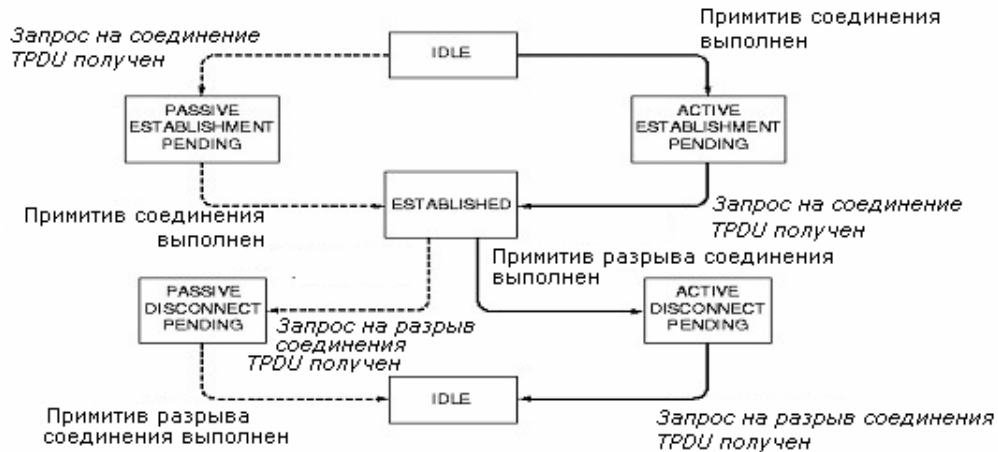 Запрос на соединение
TPDU получен
IDLE
Примитив соединения
выполнен
PASSIVE
ESTABLISHMENT
PENDING
ACTIVE
ESTABLISHMENT
PENDING
Примитив соединения
выполнен
ESTABLISHED
Запрос на соединение
TPDU получен
Примитив разрыва соединения
выполнен
PASSIVE
DISCONNECT
PENDING
Запрос на разрыв
соединения
TPDU получен
ACTIVE
DISCONNECT
PENDING
Примитив разрыва
соединения выполнен
IDLE
Запрос на разрыв соединения
TPDU получен